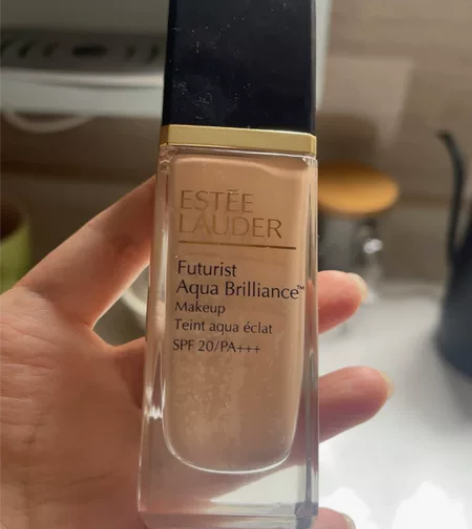 ESTĒE
LAUDER
Futurist
Aqua Brilliance™
Makeup
Teint aqua éclat
SPF 20/PA+++